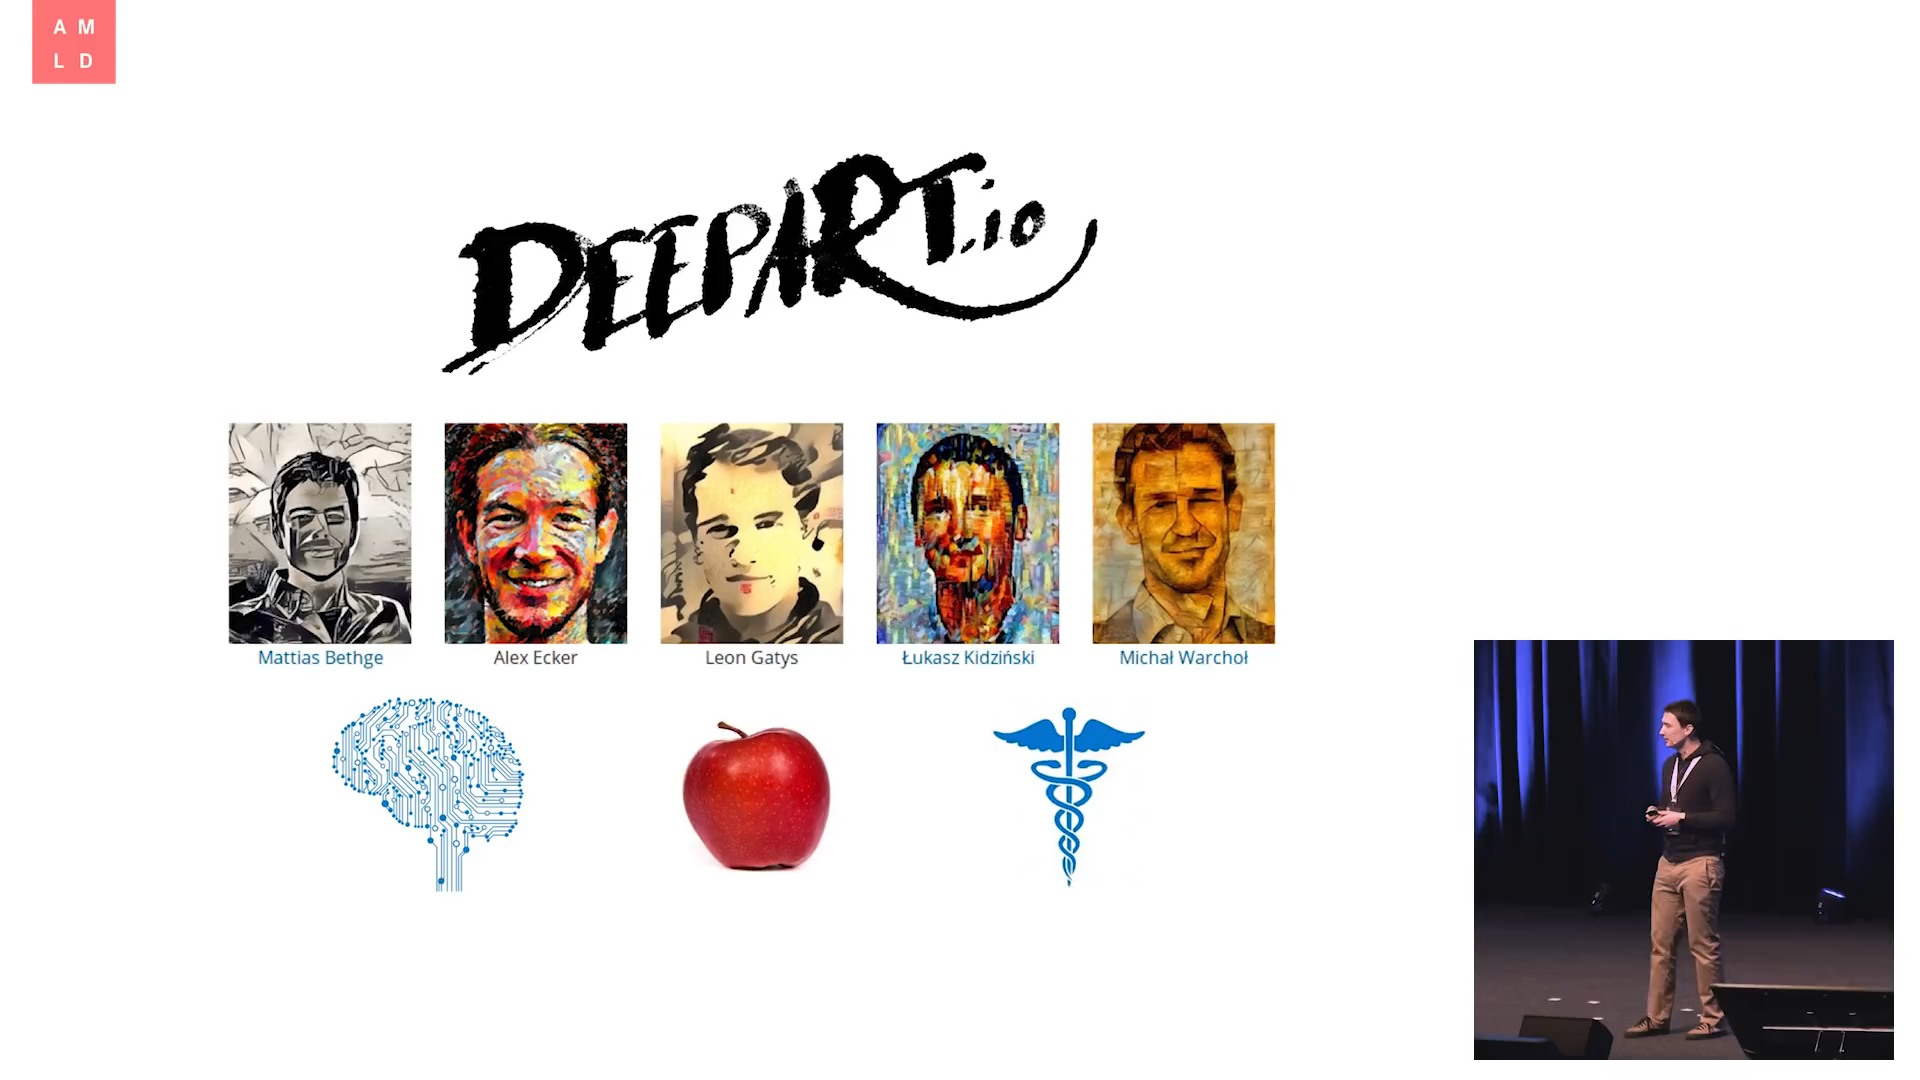 A M
L D
DEEPART.io
Mattias Bethge
Alex Ecker
Leon Gatys
Łukasz Kidziński
Michał Warchoł